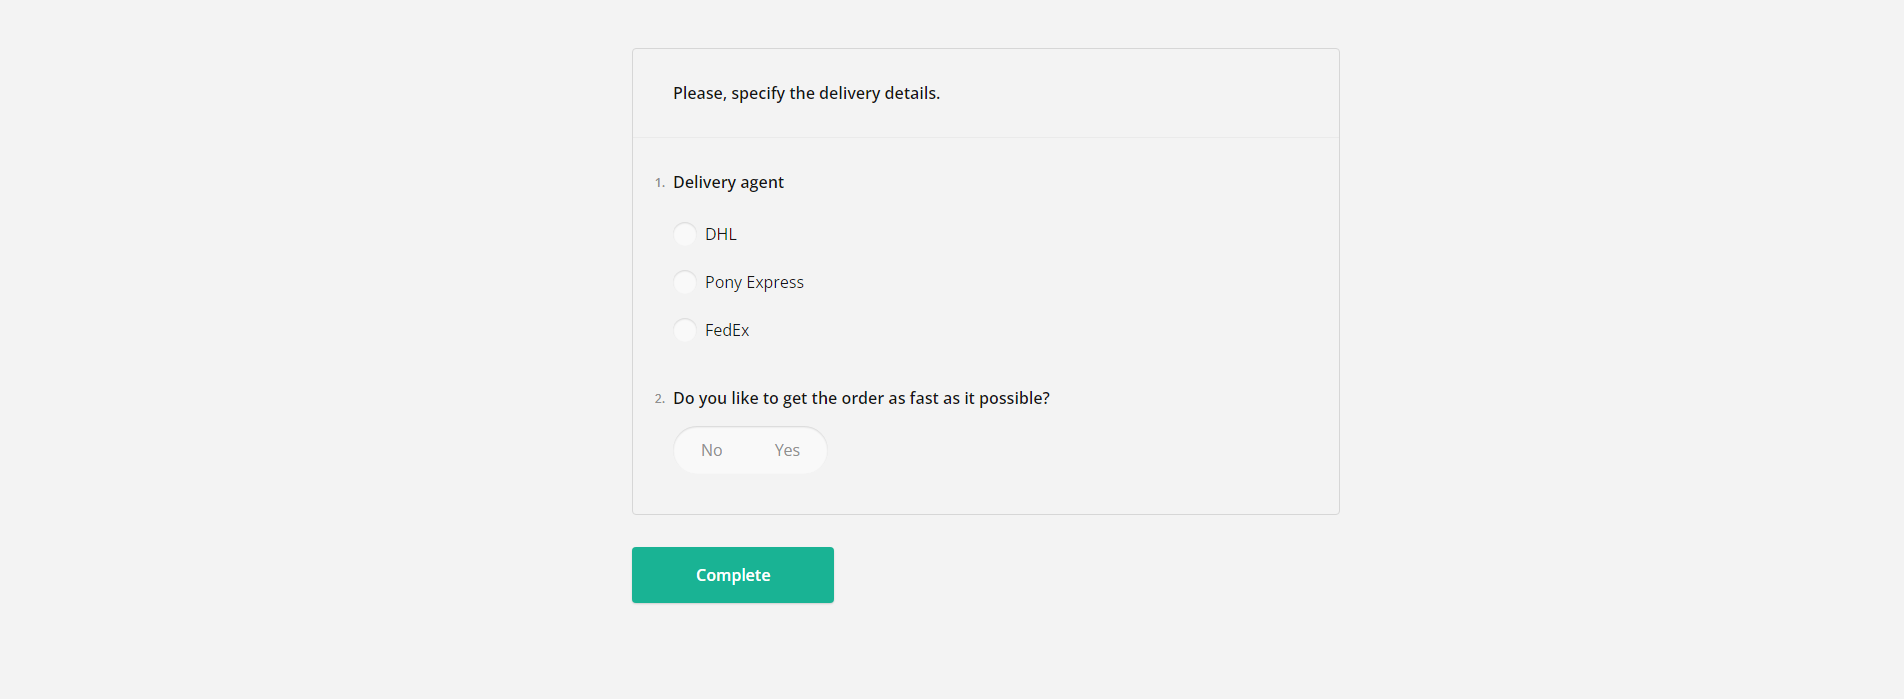 Please, specify the delivery details.
1. Delivery agent
DHL
Pony Express
FedEx
2. Do you like to get the order as fast as it possible?
No Yes
Complete